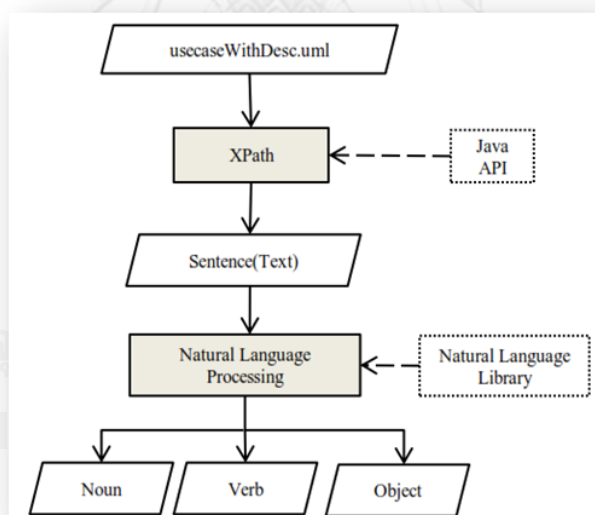 usecaseWithDesc.uml
XPath
Java
API
Sentence(Text)
Natural Language
Processing
Natural Language
Library
Noun
Verb
Object